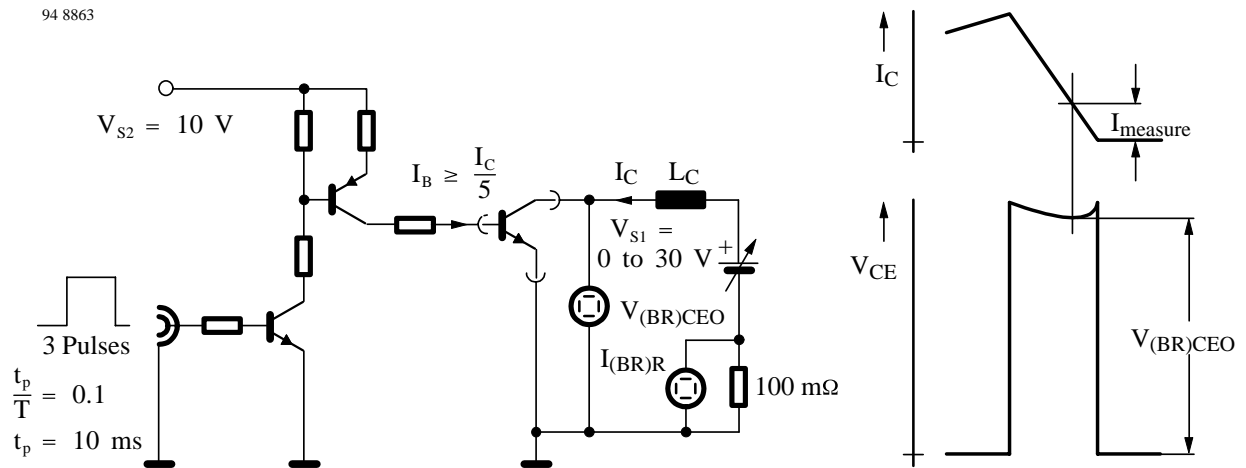 94 8863
V_S2 = 10 V
I_B ≥ I_C/5
I_C
L_C
V_S1 =
0 to 30 V
+
V_(BR)CEO
I_(BR)R
100 mΩ
3 Pulses
t_p/T = 0.1
t_p = 10 ms
I_C
I_measure
V_CE
V_(BR)CEO